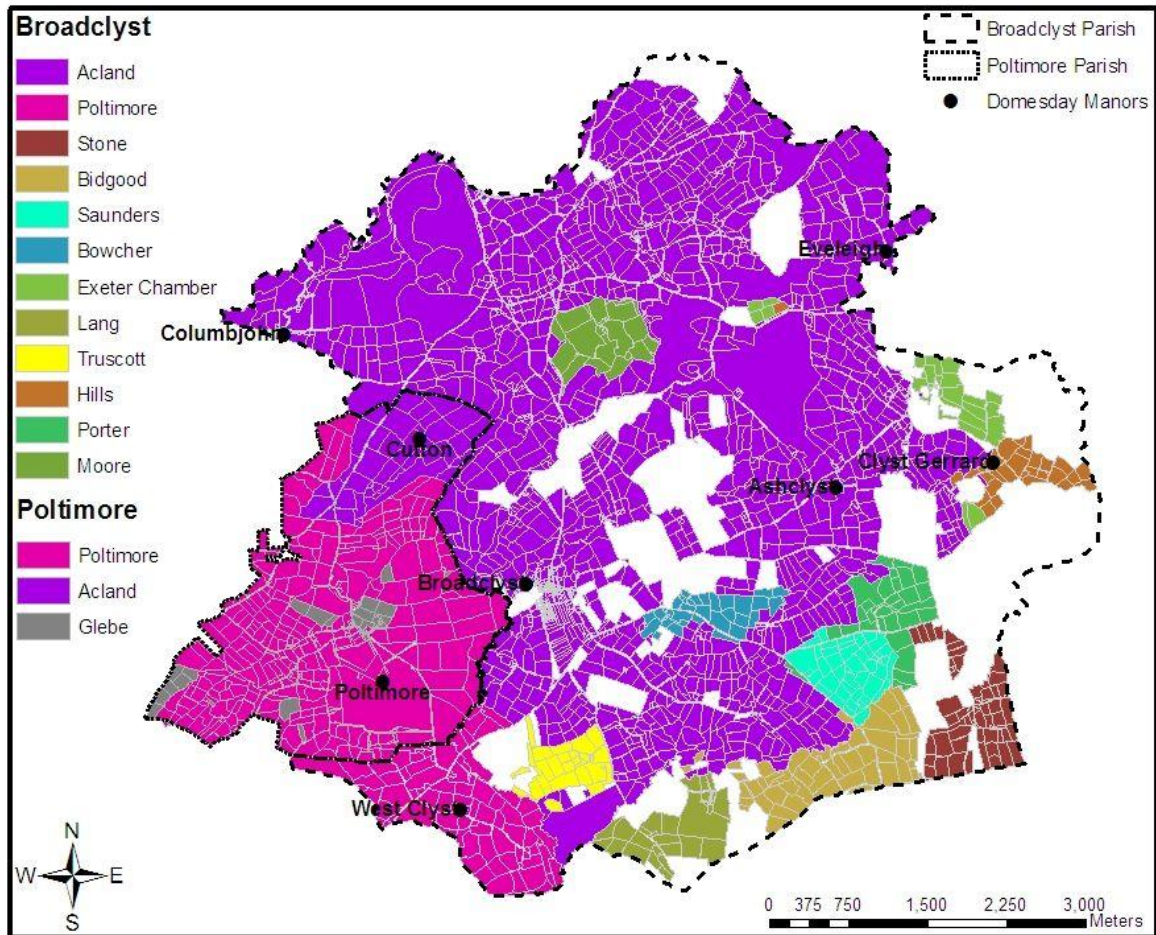 Broadclyst
Acland
Poltimore
Stone
Bidgood
Saunders
Bowcher
Exeter Chamber
Lang
Truscott
Hills
Porter
Moore
Poltimore
Poltimore
Acland
Glebe
Broadclyst Parish
Poltimore Parish
Domesday Manors
Eveleigh
Columbjohn
Cutton
Clyst Gerrard
Ashclyst
Broadclyst
Poltimore
West Clyst
N
W E
S
0 375 750 1,500 2,250 3,000
Meters